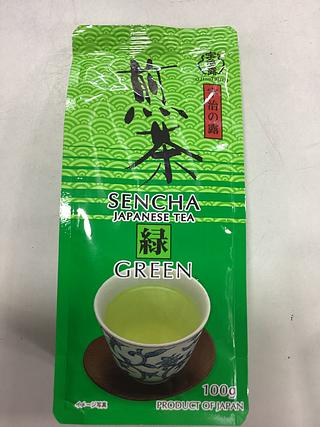 宇治の露
煎茶
SENCHA
JAPANESE TEA
緑
GREEN
100g
イメージ写真
PRODUCT OF JAPAN